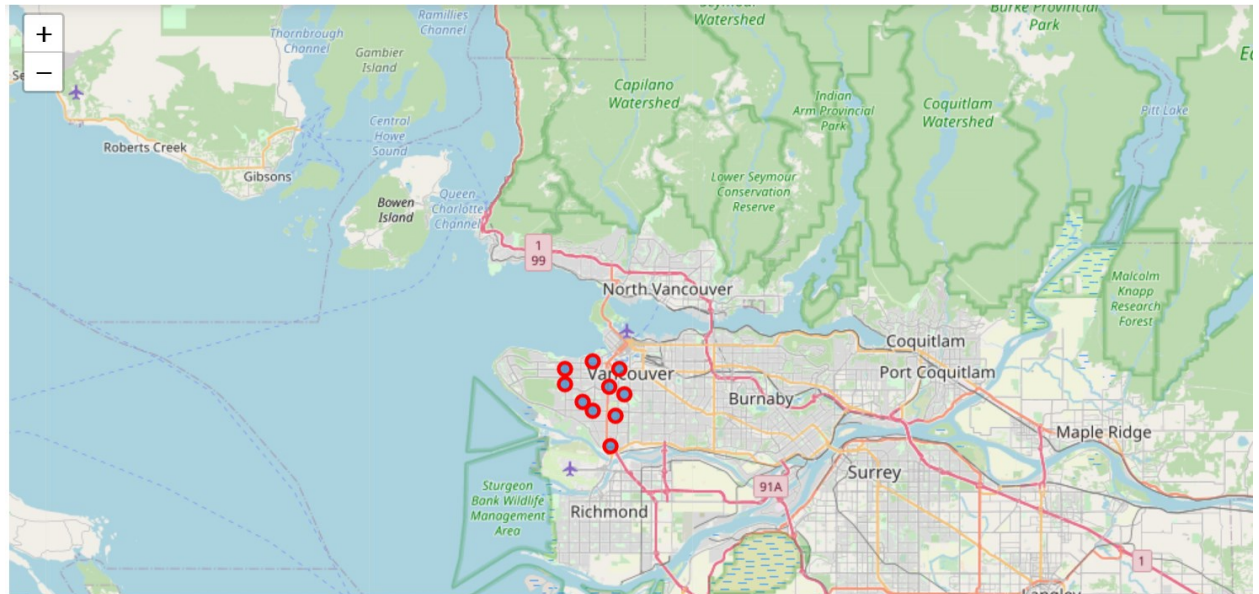 +
−
Thornbrough
Channel
Ramillies
Channel
Gambier
Island
Seymour
Watershed
Burke Provincial
Park
Capilano
Watershed
Indian
Arm Provincial
Park
Coquitlam
Watershed
Pitt Lake
Roberts Creek
Gibsons
Central
Howe
Sound
Bowen
Island
Queen
Charlotte
Channel
Lower Seymour
Conservation
Reserve
1
99
North Vancouver
Malcolm
Knapp
Research
Forest
Coquitlam
Port Coquitlam
Vancouver
Burnaby
Maple Ridge
Surrey
91A
Sturgeon
Bank Wildlife
Management
Area
Richmond
1
Langley